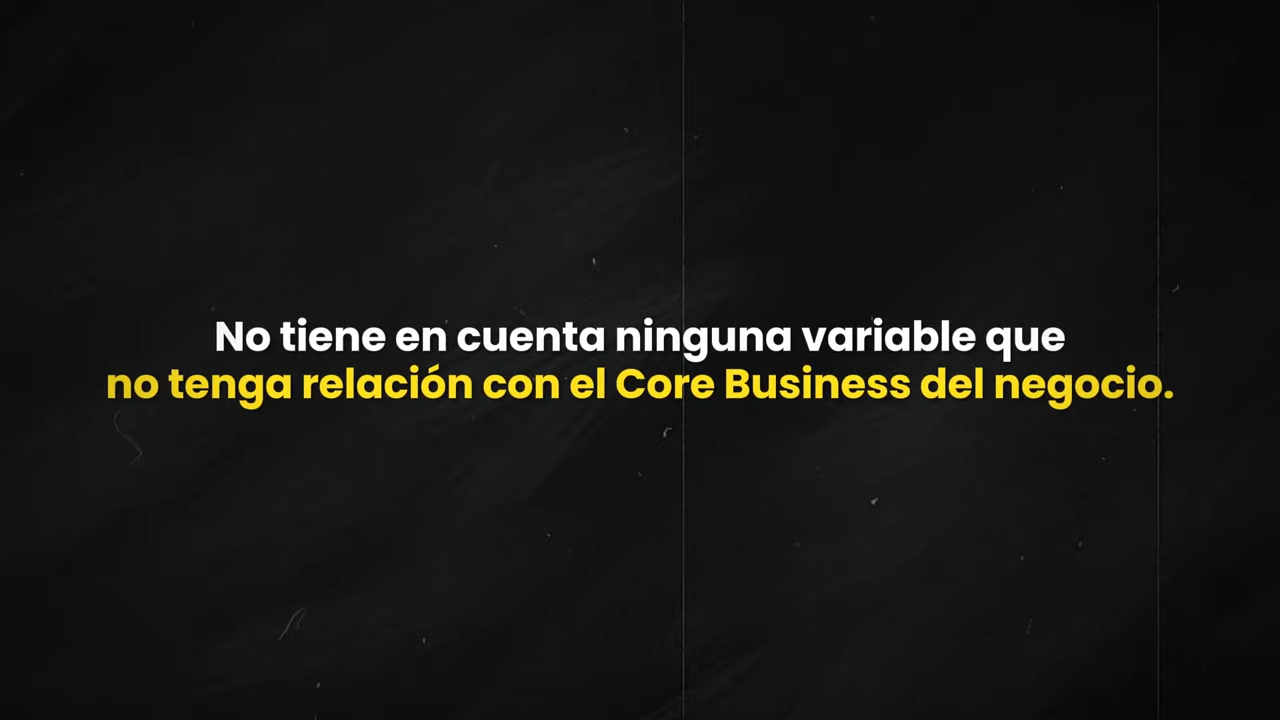 No tiene en cuenta ninguna variable que
no tenga relación con el Core Business del negocio.